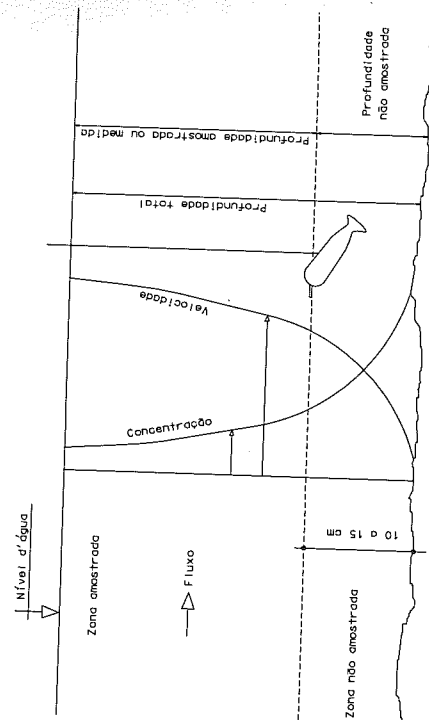 Nível d'água
Zona amostrada
Fluxo
Zona não amostrada
10 a 15 cm
Concentração
Velocidade
Profundidade total
Profundidade amostrada ou medida
Profundidade
não amostrada